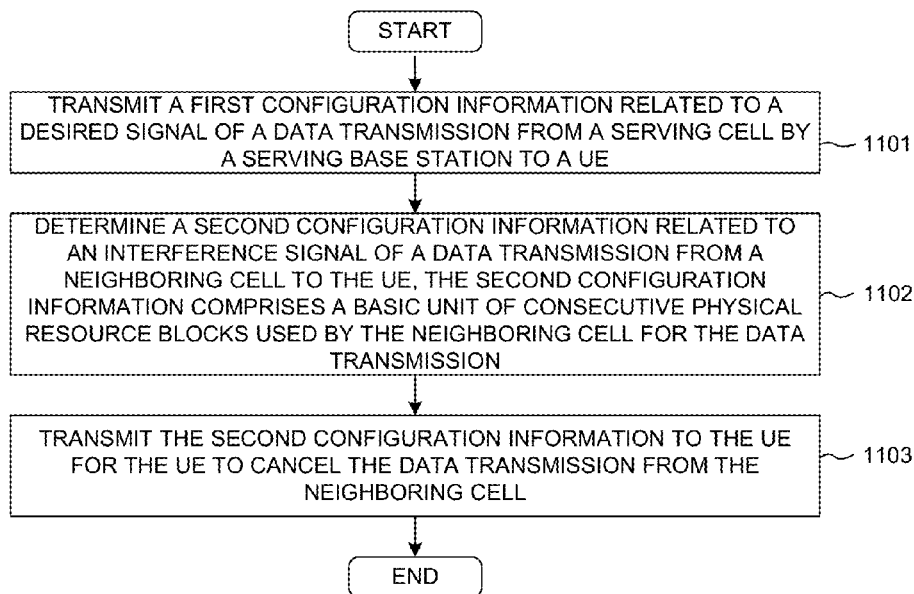 START
TRANSMIT A FIRST CONFIGURATION INFORMATION RELATED TO A
DESIRED SIGNAL OF A DATA TRANSMISSION FROM A SERVING CELL BY
A SERVING BASE STATION TO A UE
1101
DETERMINE A SECOND CONFIGURATION INFORMATION RELATED TO
AN INTERFERENCE SIGNAL OF A DATA TRANSMISSION FROM A
NEIGHBORING CELL TO THE UE, THE SECOND CONFIGURATION
INFORMATION COMPRISES A BASIC UNIT OF CONSECUTIVE PHYSICAL
RESOURCE BLOCKS USED BY THE NEIGHBORING CELL FOR THE DATA
TRANSMISSION
1102
TRANSMIT THE SECOND CONFIGURATION INFORMATION TO THE UE
FOR THE UE TO CANCEL THE DATA TRANSMISSION FROM THE
NEIGHBORING CELL
1103
END